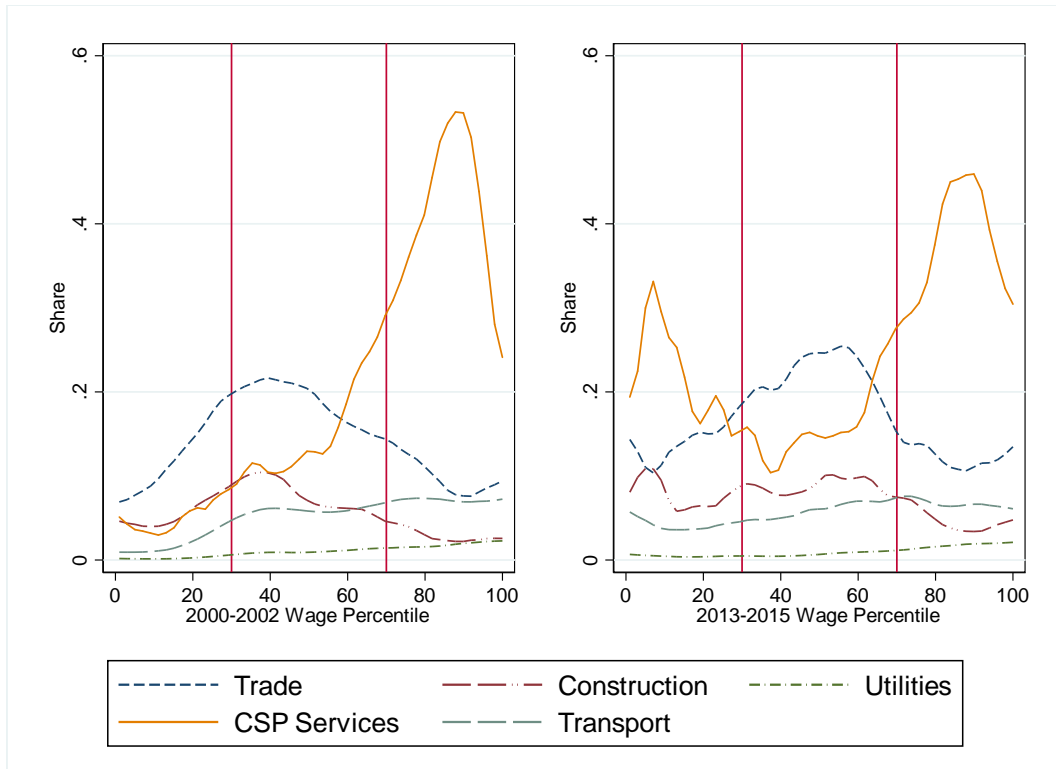 .6
.4
.2
0
Share
0 20 40 60 80 100
2000-2002 Wage Percentile
.6
.4
.2
0
Share
0 20 40 60 80 100
2013-2015 Wage Percentile
Trade Construction Utilities
CSP Services Transport